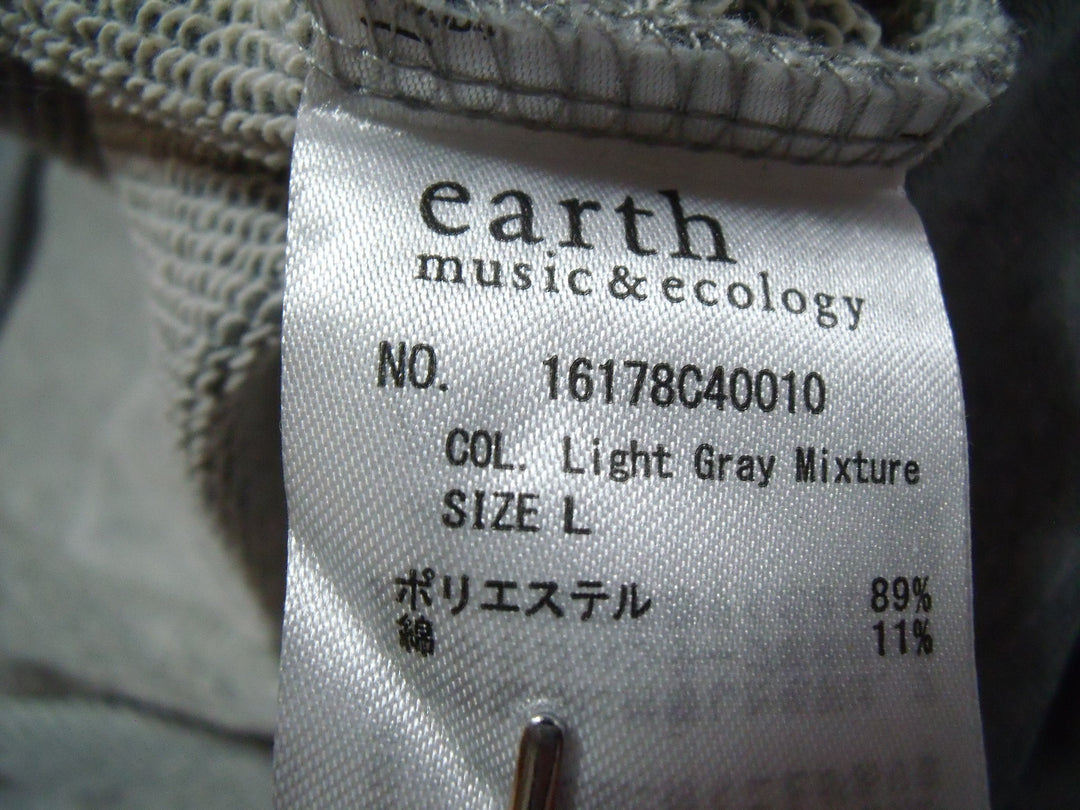 earth
music&ecology
NO. 16178C40010
COL. Light Gray Mixture
SIZE L
ポリエステル 89%
綿 11%